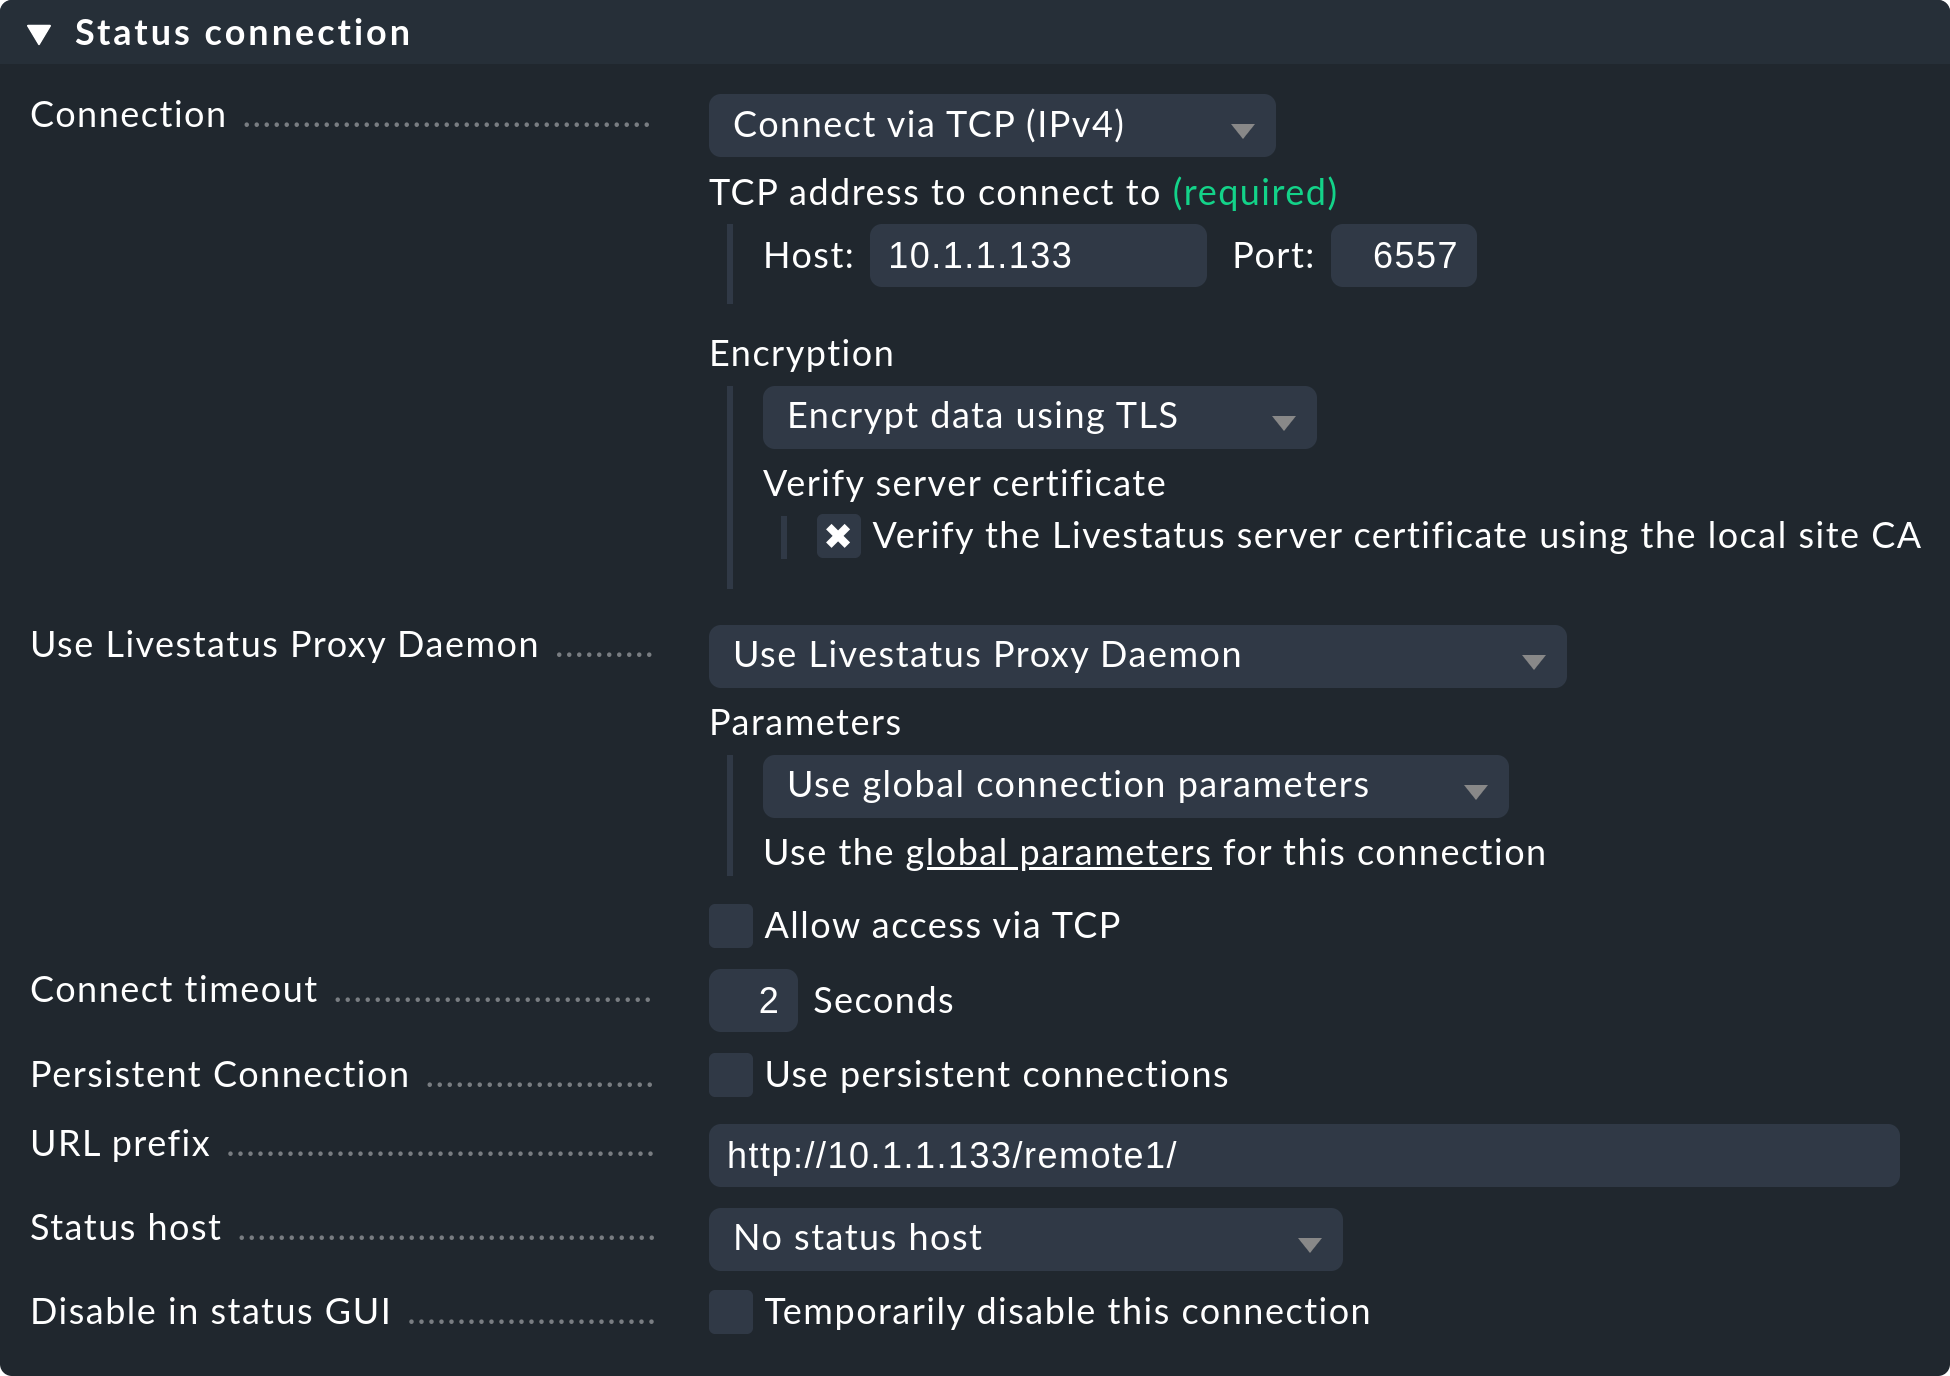 Status connection
Connection
Connect via TCP (IPv4)
TCP address to connect to (required)
Host: 10.1.1.133 Port: 6557
Encryption
Encrypt data using TLS
Verify server certificate
Verify the Livestatus server certificate using the local site CA
Use Livestatus Proxy Daemon
Use Livestatus Proxy Daemon
Parameters
Use global connection parameters
Use the global parameters for this connection
Allow access via TCP
Connect timeout
2 Seconds
Persistent Connection
Use persistent connections
URL prefix
http://10.1.1.133/remote1/
Status host
No status host
Disable in status GUI
Temporarily disable this connection